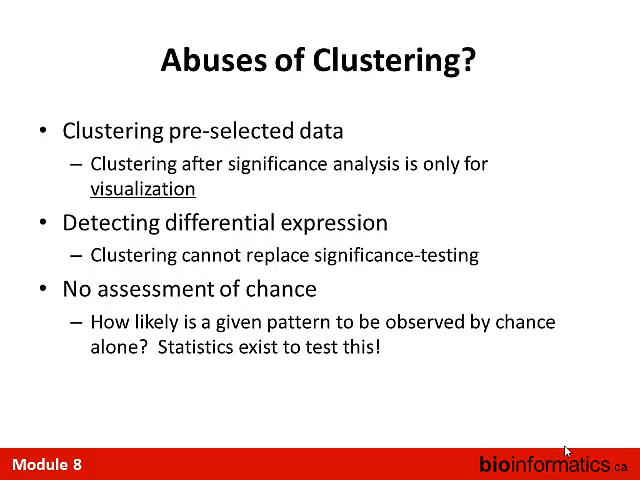 Abuses of Clustering?
• Clustering pre-selected data
– Clustering after significance analysis is only for
visualization
• Detecting differential expression
– Clustering cannot replace significance-testing
• No assessment of chance
– How likely is a given pattern to be observed by chance
alone?  Statistics exist to test this!
Module 8
bioinformatics.ca